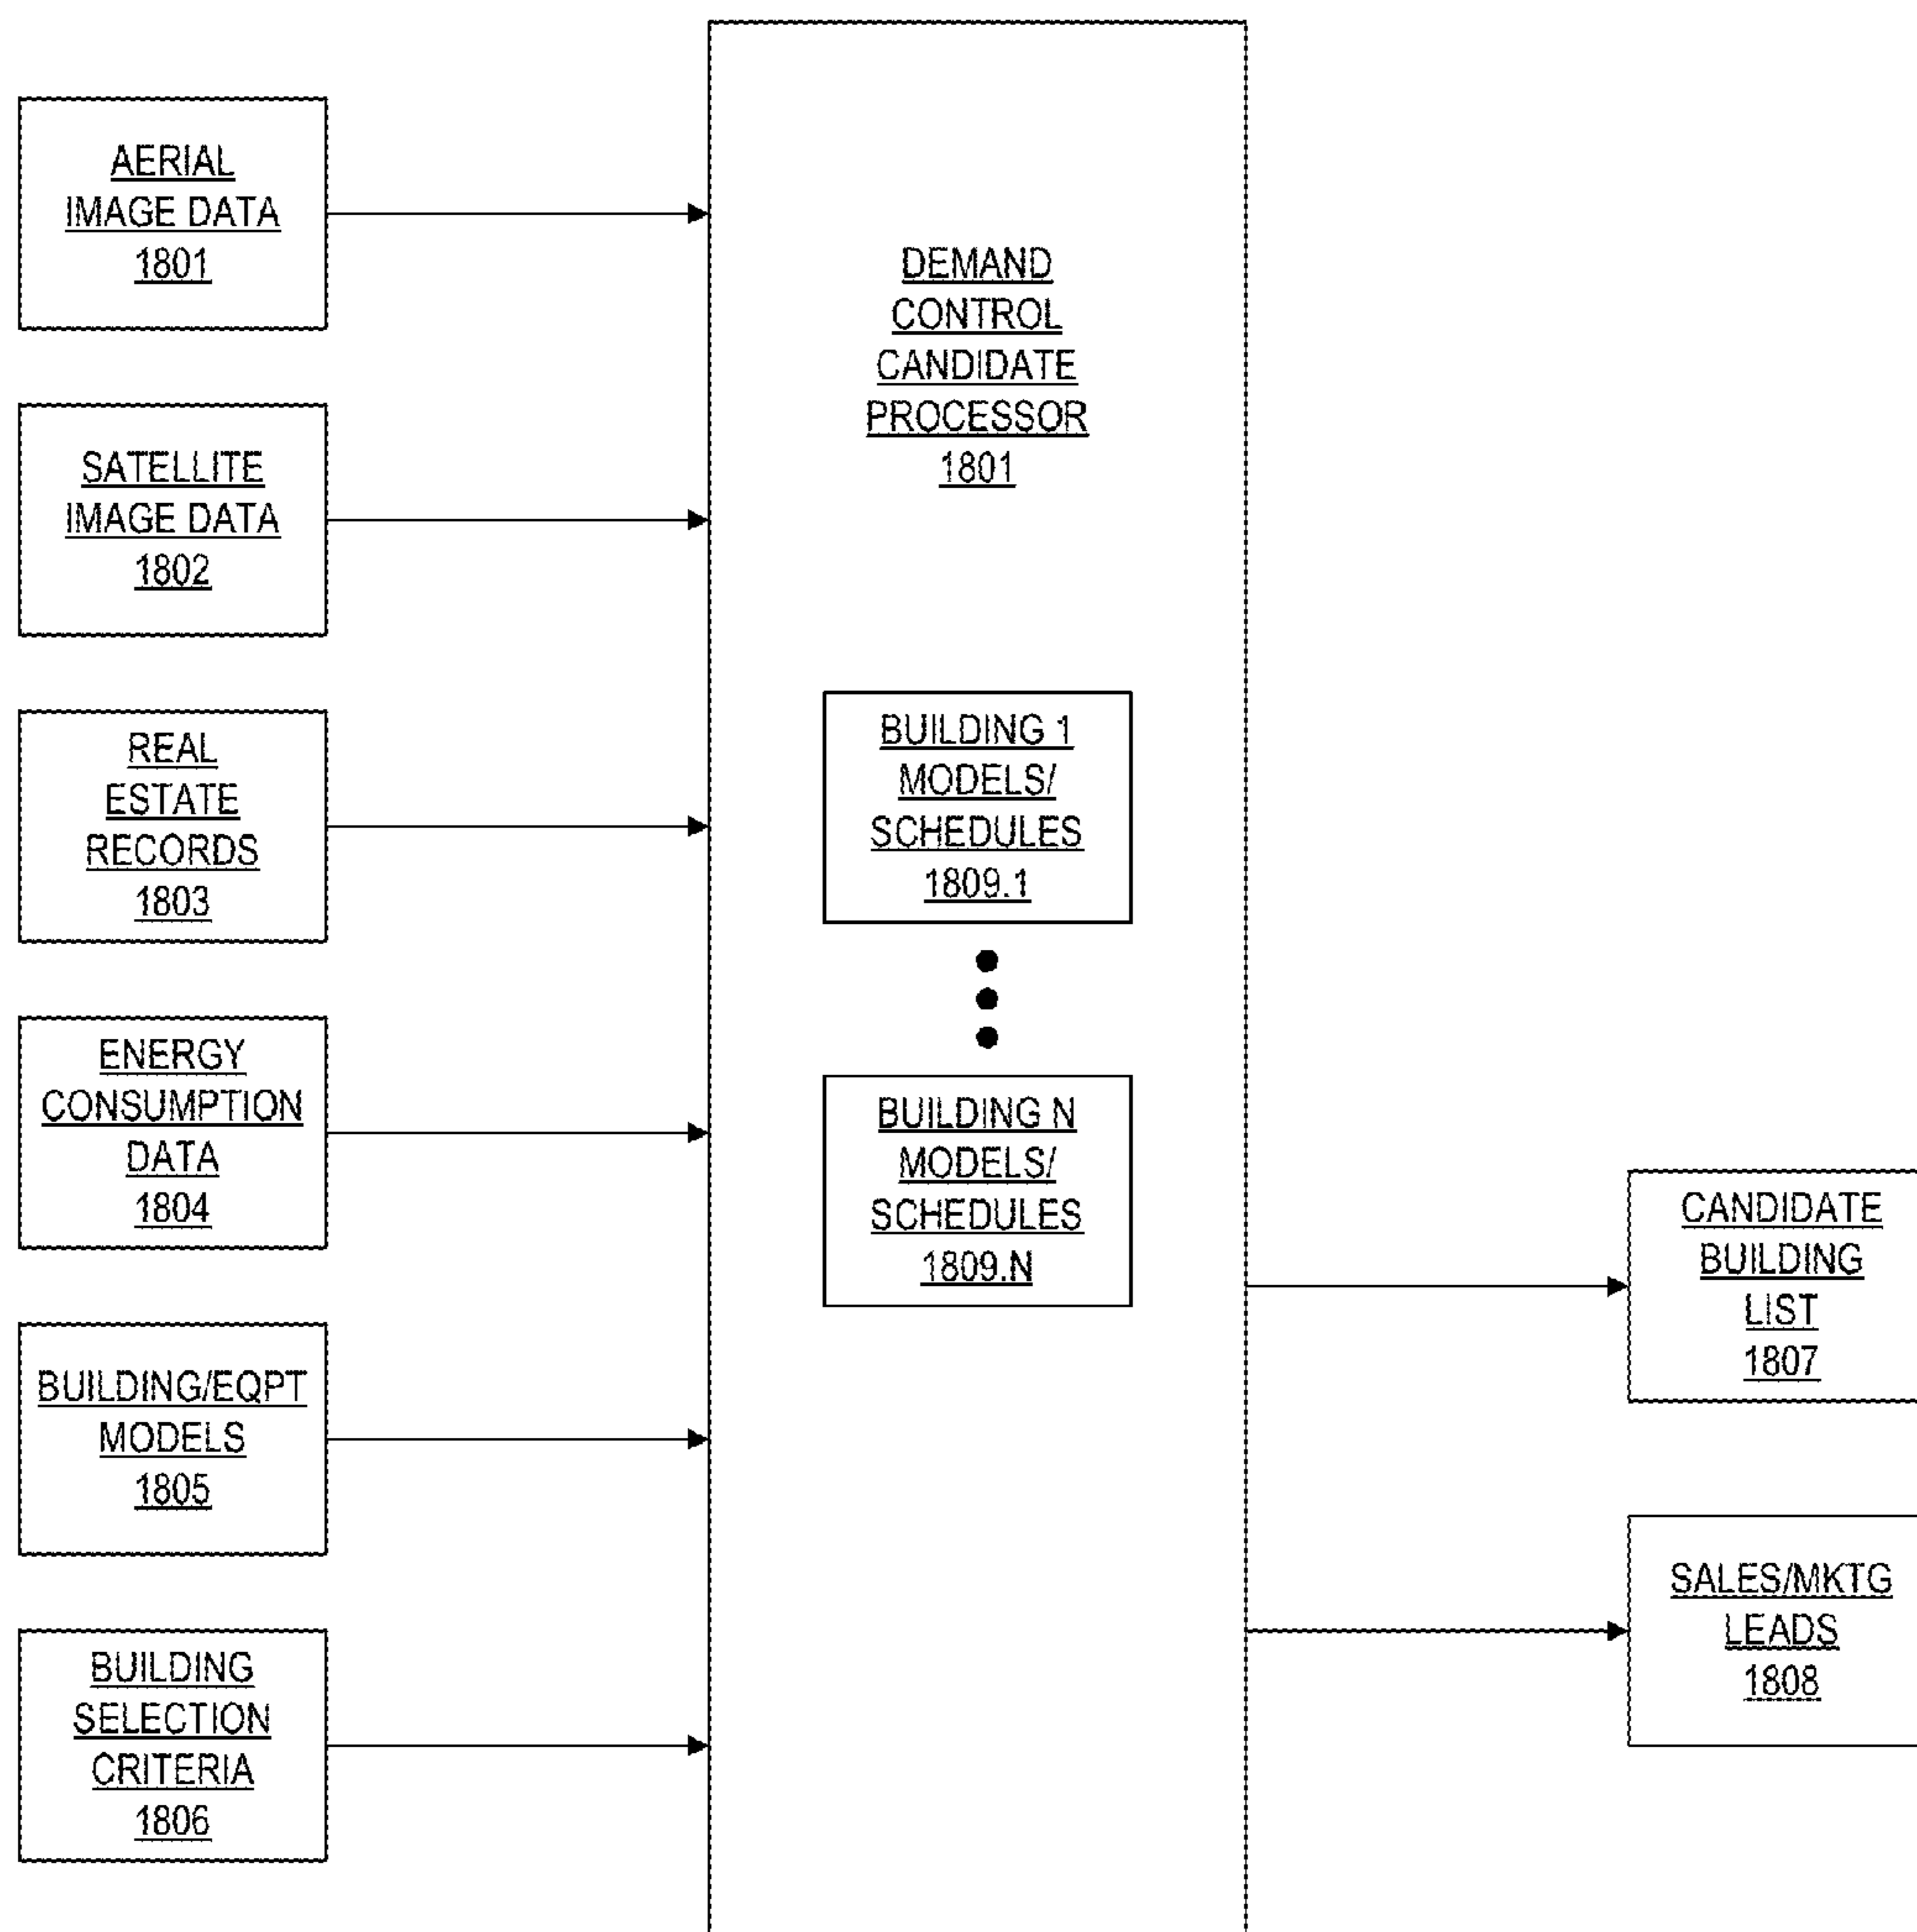 AERIAL
IMAGE DATA
1801
SATELLITE
IMAGE DATA
1802
REAL
ESTATE
RECORDS
1803
ENERGY
CONSUMPTION
DATA
1804
BUILDING/EQPT
MODELS
1805
BUILDING
SELECTION
CRITERIA
1806
DEMAND
CONTROL
CANDIDATE
PROCESSOR
1801
BUILDING 1
MODELS/
SCHEDULES
1809.1
BUILDING N
MODELS/
SCHEDULES
1809.N
CANDIDATE
BUILDING
LIST
1807
SALES/MKTG
LEADS
1808